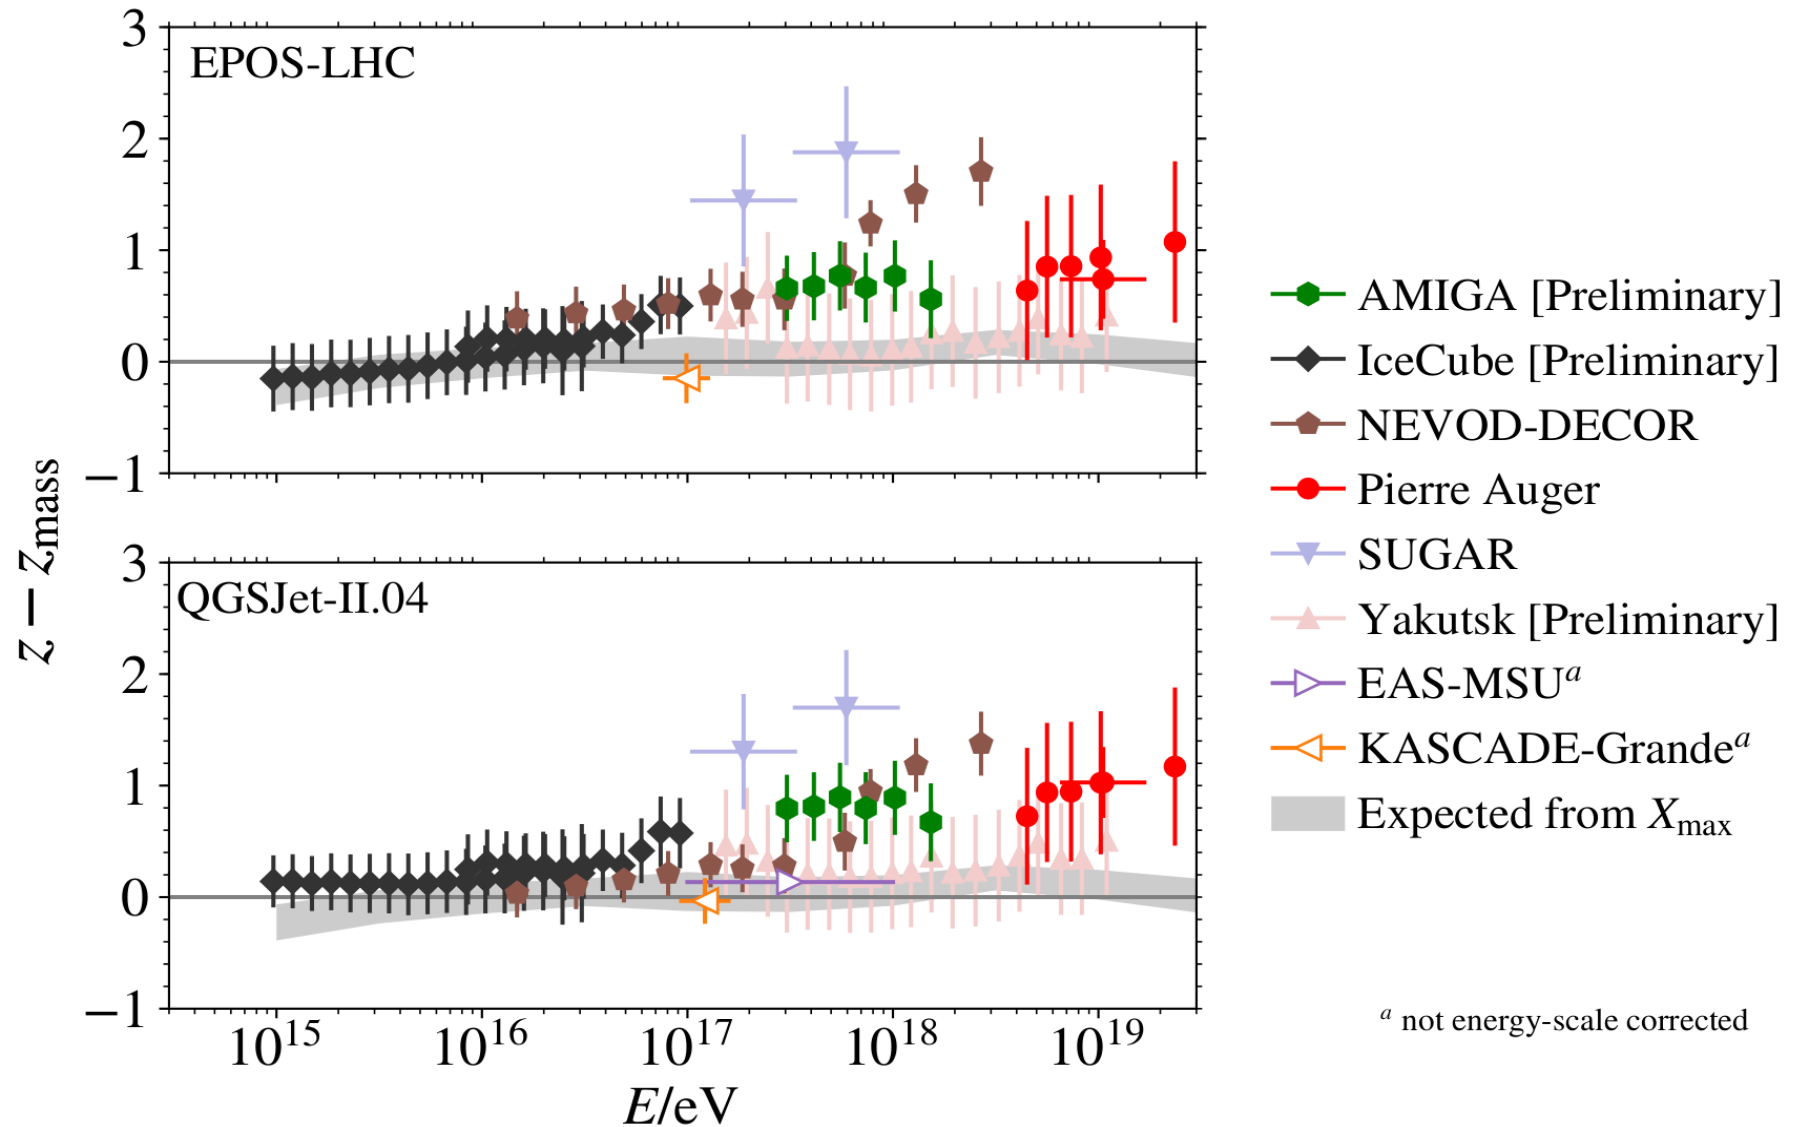 3
EPOS-LHC
2
1
0
−1
z − z_mass
3
QGSJet-II.04
2
1
0
−1
10^15 10^16 10^17 10^18 10^19
E/eV
AMIGA [Preliminary]
IceCube [Preliminary]
NEVOD-DECOR
Pierre Auger
SUGAR
Yakutsk [Preliminary]
EAS-MSU^a
KASCADE-Grande^a
Expected from X_max
^a not energy-scale corrected